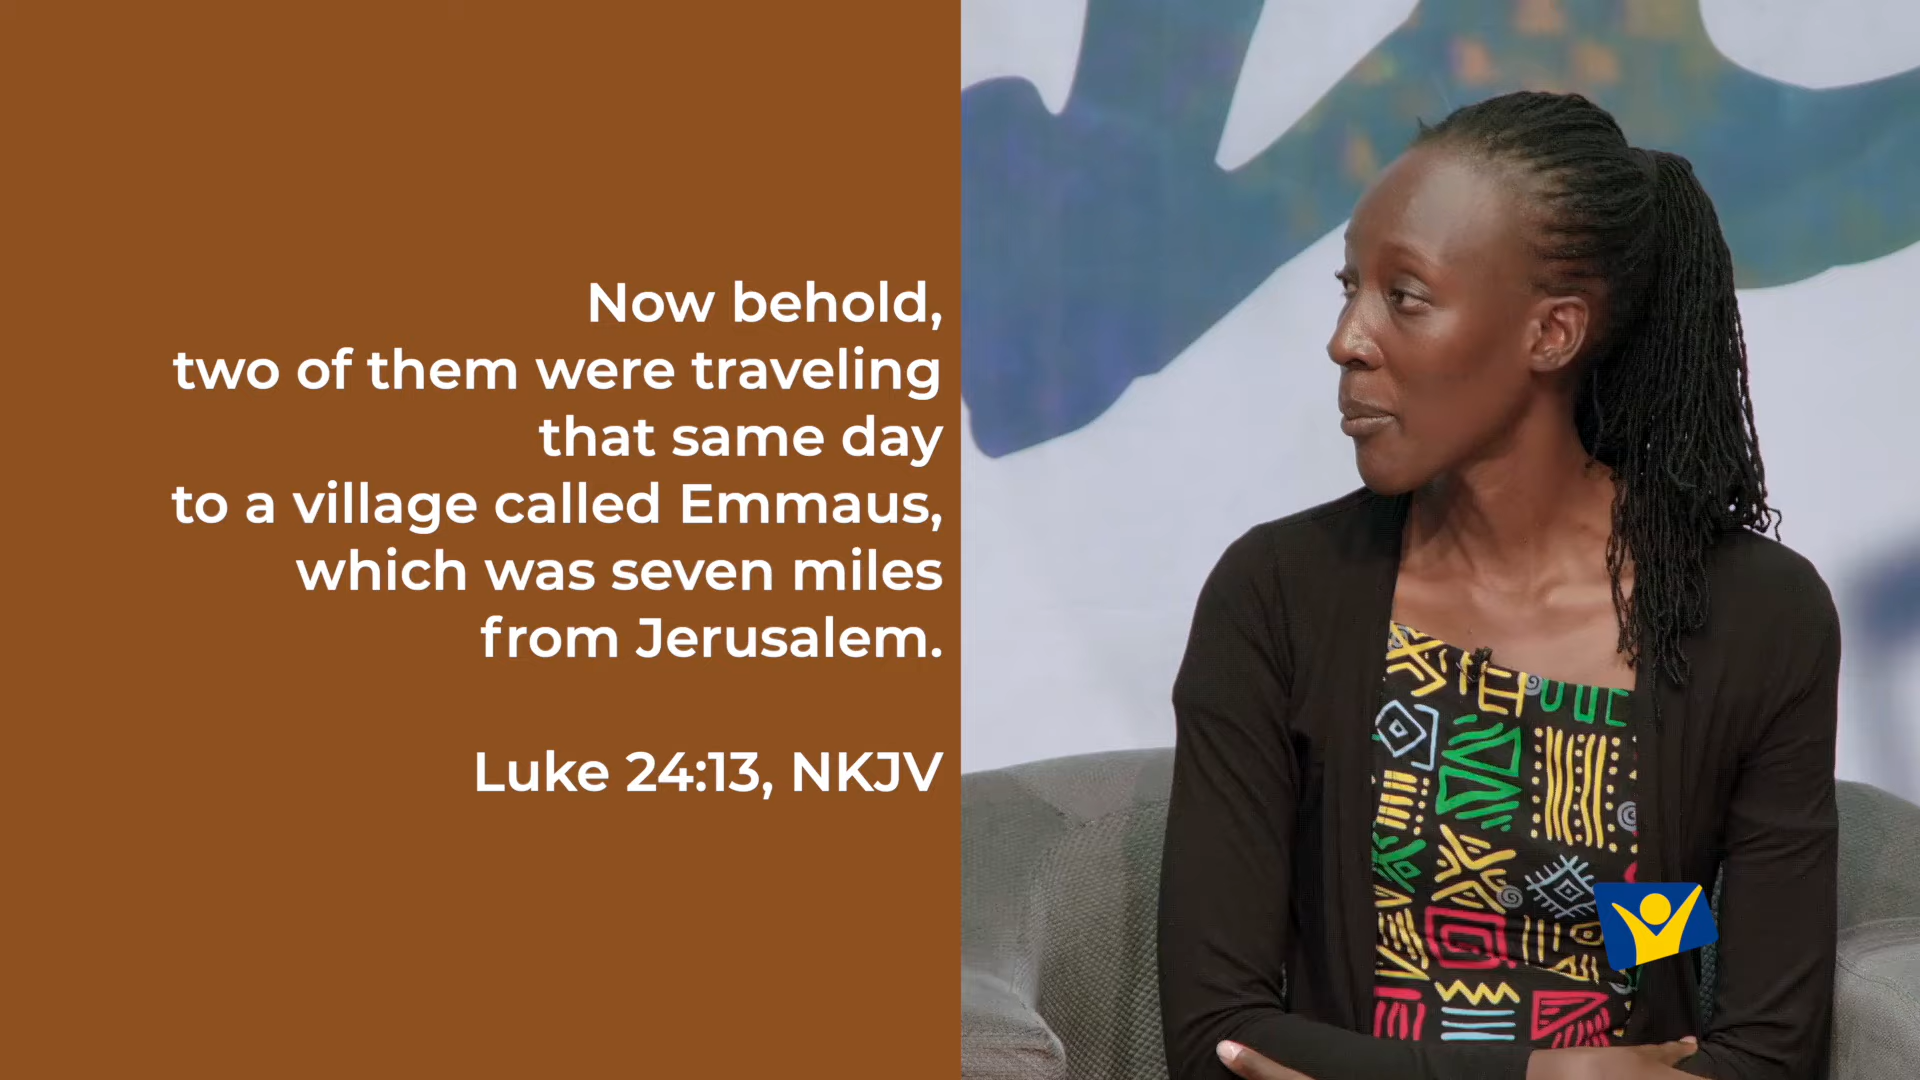 Now behold,
two of them were traveling
that same day
to a village called Emmaus,
which was seven miles
from Jerusalem.
Luke 24:13, NKJV